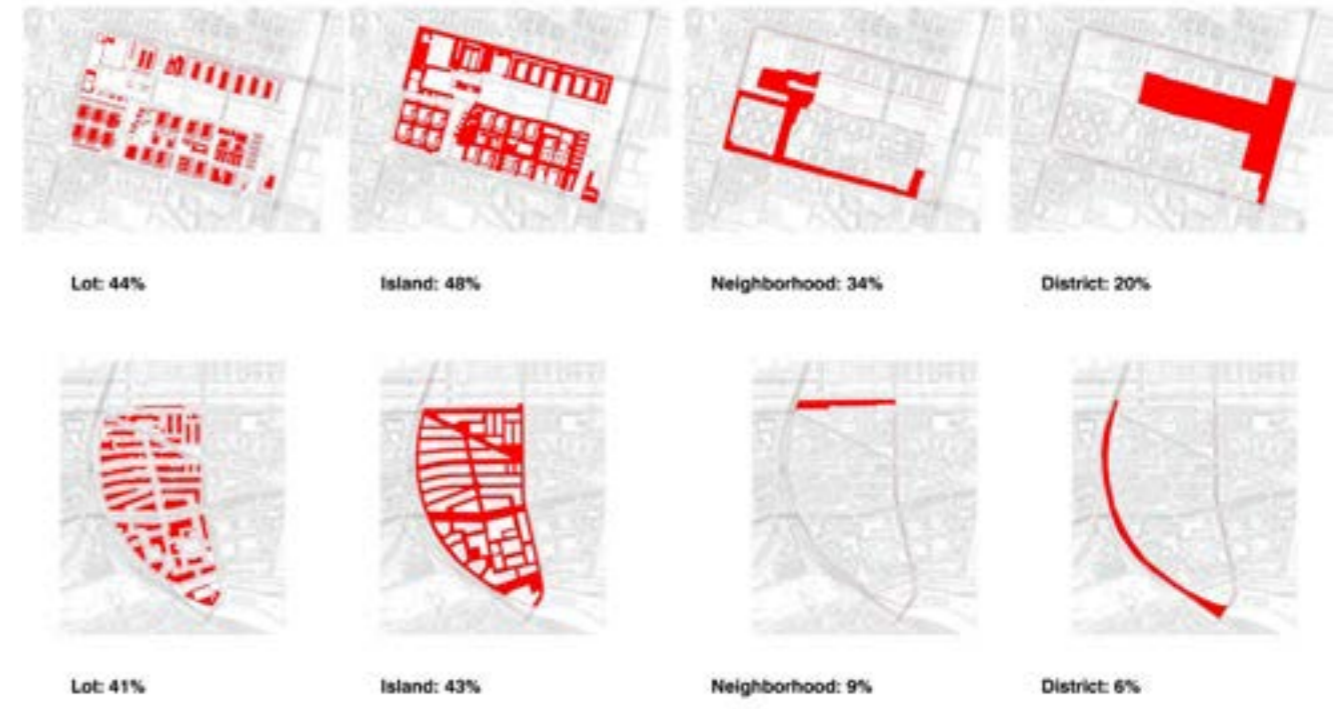 Lot: 44%
Island: 48%
Neighborhood: 34%
District: 20%
Lot: 41%
Island: 43%
Neighborhood: 9%
District: 6%